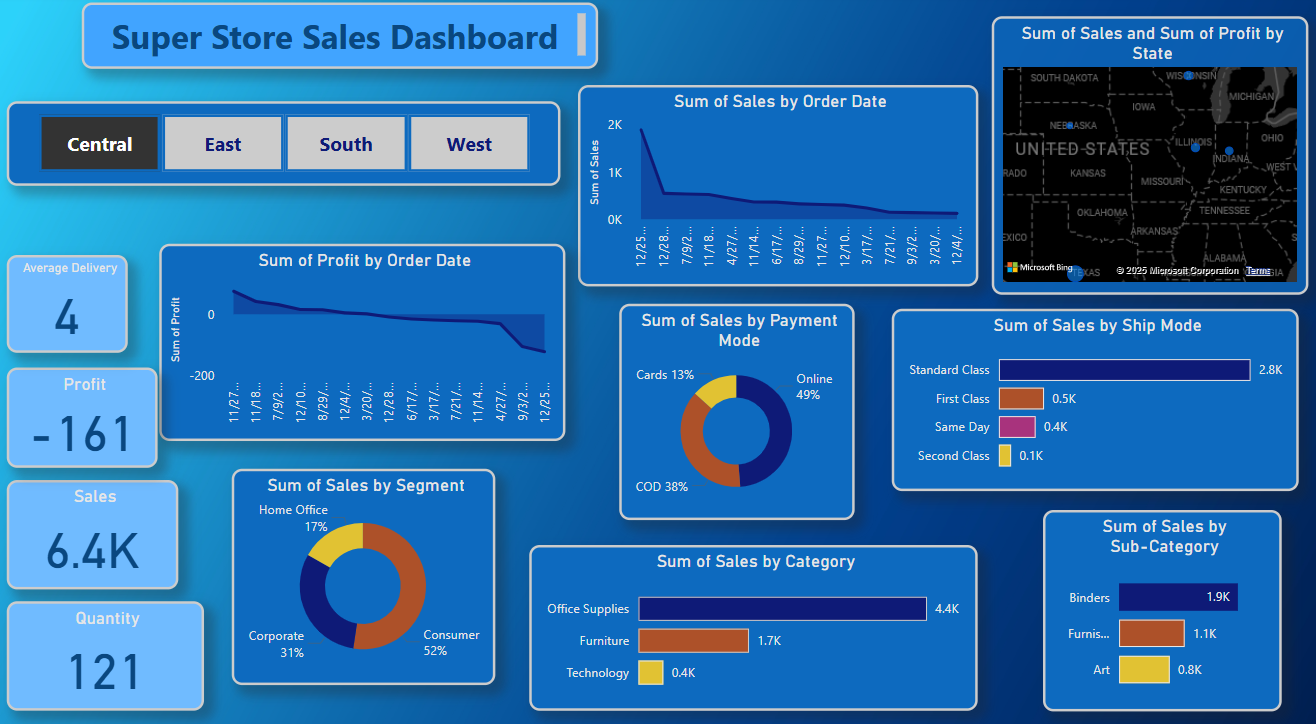 Super Store Sales Dashboard
Central
East
South
West
Average Delivery
4
Profit
-161
Sales
6.4K
Quantity
121
Sum of Profit by Order Date
Sum of Profit
0
-200
11/27...
11/18...
7/9/2...
12/10...
8/29/...
12/4/...
3/20/...
12/28...
6/17/...
3/17/...
7/21/...
11/14...
4/27/...
9/3/2...
12/25...
Sum of Sales by Order Date
Sum of Sales
2K
1K
0K
12/25...
12/28...
7/9/2...
11/18...
4/27/...
11/14...
6/17/...
8/29/...
11/27...
12/10...
3/17/...
7/21/...
9/3/2...
3/20/...
12/4/...
Sum of Sales and Sum of Profit by
State
SOUTH DAKOTA
WISCONSIN
MICHIGAN
IOWA
NEBRASKA
ILLINOIS
INDIANA
OHIO
UNITED STATES
WEST V
RADO
KANSAS
MISSOURI
KENTUCKY
OKLAHOMA
TENNESSEE
EXICO
ARKANSAS
ALABAMA
TEXAS
Microsoft Bing
© 2025 Microsoft Corporation
Terms
Sum of Sales by Payment
Mode
Cards 13%
Online
49%
COD 38%
Sum of Sales by Ship Mode
Standard Class
2.8K
First Class
0.5K
Same Day
0.4K
Second Class
0.1K
Sum of Sales by Segment
Home Office
17%
Corporate
31%
Consumer
52%
Sum of Sales by Category
Office Supplies
4.4K
Furniture
1.7K
Technology
0.4K
Sum of Sales by
Sub-Category
Binders
1.9K
Furnis...
1.1K
Art
0.8K